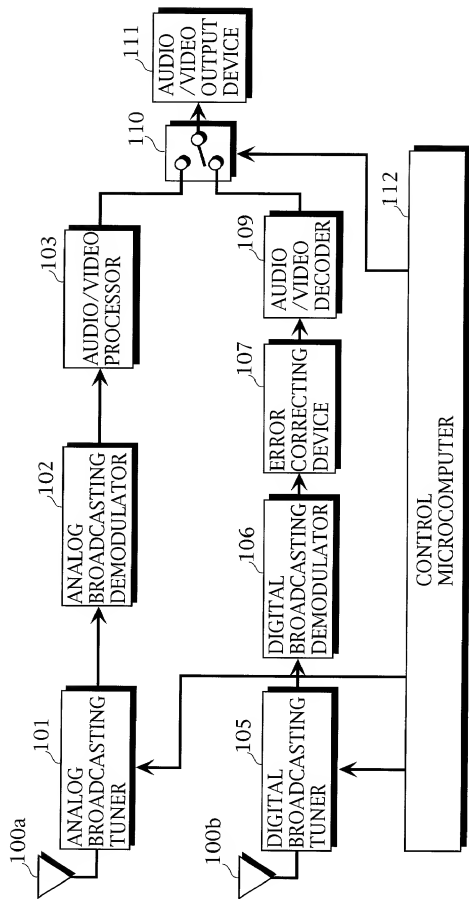 100a
101
ANALOG
BROADCASTING
TUNER
102
ANALOG
BROADCASTING
DEMODULATOR
103
AUDIO/VIDEO
PROCESSOR
110
111
AUDIO
/VIDEO
OUTPUT
DEVICE
100b
105
DIGITAL
BROADCASTING
TUNER
106
DIGITAL
BROADCASTING
DEMODULATOR
107
ERROR
CORRECTING
DEVICE
109
AUDIO
/VIDEO
DECODER
112
CONTROL
MICROCOMPUTER